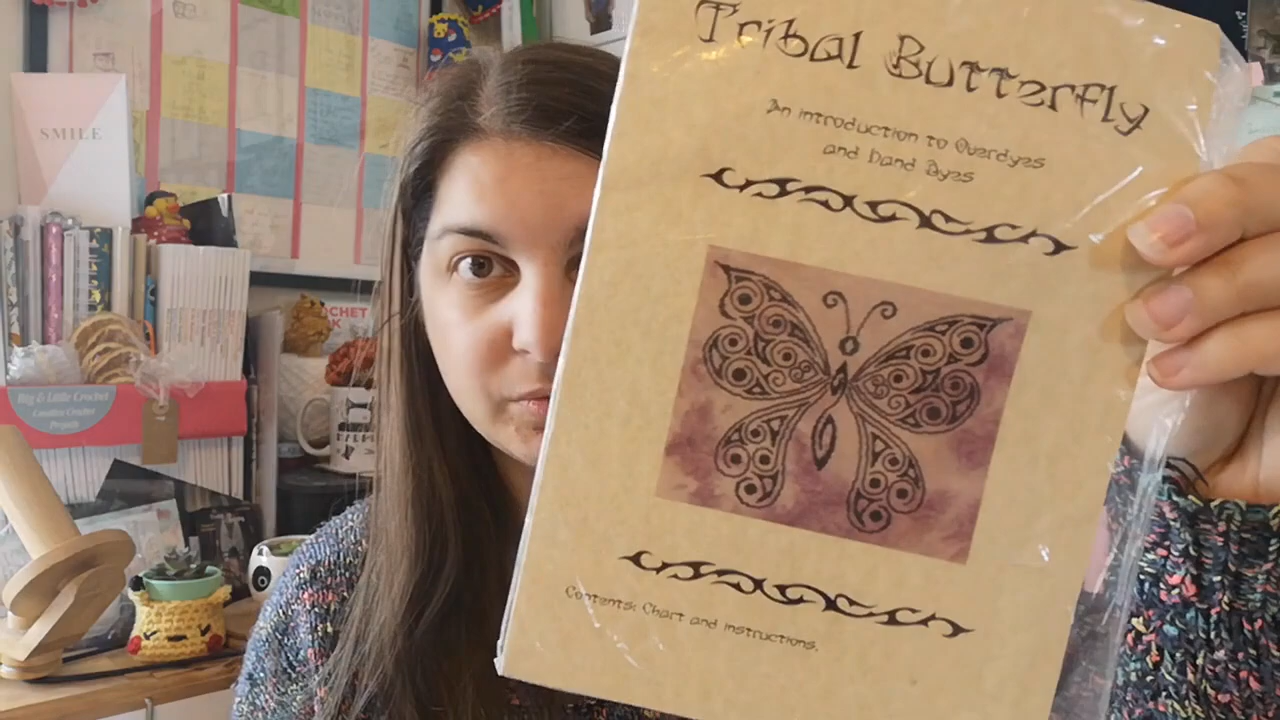 SMILE
Big & Little Crochet
Creative Crochet
Projects
Tribal Butterfly
An introduction to Overdyes
and Hand Dyes
Contents: Chart and instructions.